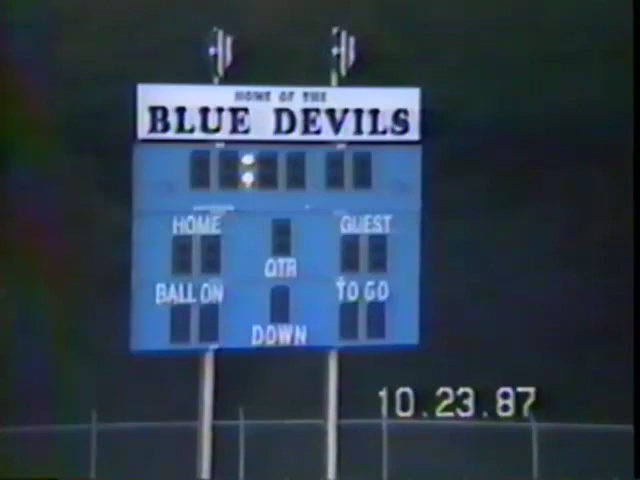 HOME OF THE
BLUE DEVILS
HOME GUEST
QTR
BALL ON TO GO
DOWN
10.23.87